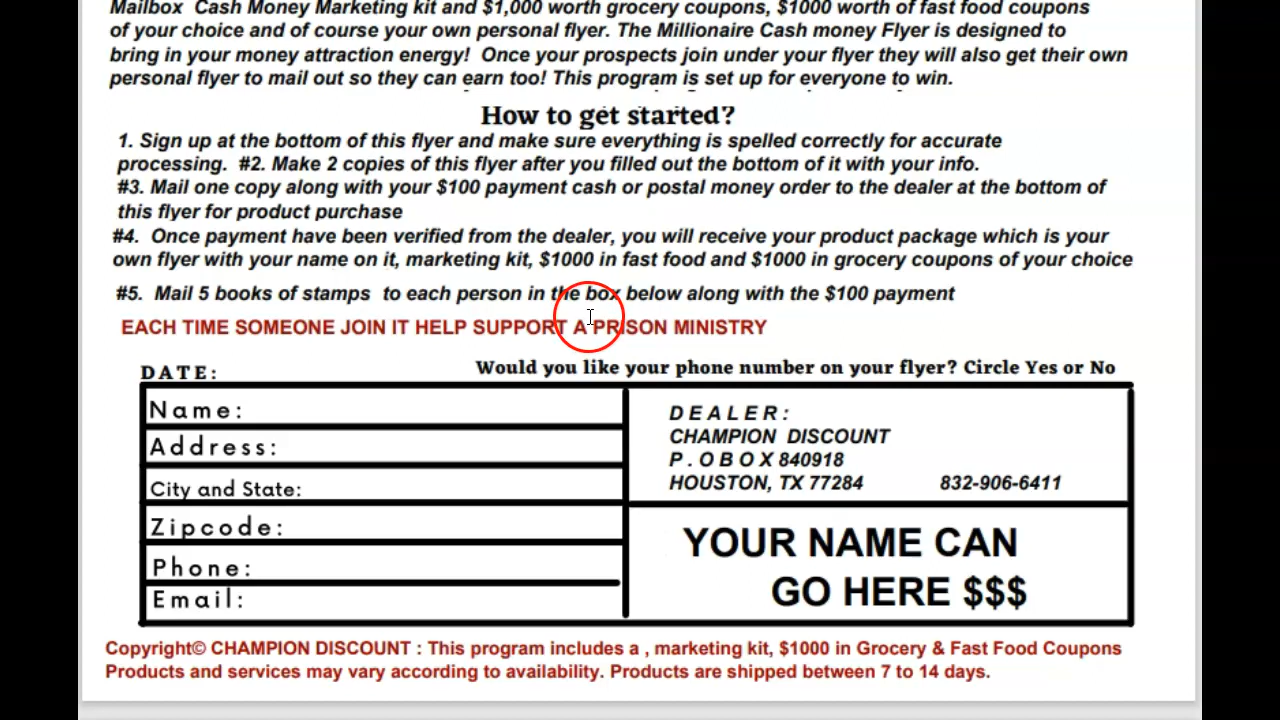 Mailbox Cash Money Marketing kit and $1,000 worth grocery coupons, $1000 worth of fast food coupons
of your choice and of course your own personal flyer. The Millionaire Cash money Flyer is designed to
bring in your money attraction energy! Once your prospects join under your flyer they will also get their own
personal flyer to mail out so they can earn too! This program is set up for everyone to win.
How to get started?
1. Sign up at the bottom of this flyer and make sure everything is spelled correctly for accurate
processing. #2. Make 2 copies of this flyer after you filled out the bottom of it with your info.
#3. Mail one copy along with your $100 payment cash or postal money order to the dealer at the bottom of
this flyer for product purchase
#4. Once payment have been verified from the dealer, you will receive your product package which is your
own flyer with your name on it, marketing kit, $1000 in fast food and $1000 in grocery coupons of your choice
#5. Mail 5 books of stamps to each person in the box below along with the $100 payment
EACH TIME SOMEONE JOIN IT HELP SUPPORT A PRISON MINISTRY
DATE:
Would you like your phone number on your flyer? Circle Yes or No
Name:
Address:
City and State:
Zipcode:
Phone:
Email:
DEALER:
CHAMPION DISCOUNT
P.O BOX 840918
HOUSTON, TX 77284 832-906-6411
YOUR NAME CAN
GO HERE $$$
Copyright© CHAMPION DISCOUNT : This program includes a , marketing kit, $1000 in Grocery & Fast Food Coupons
Products and services may vary according to availability. Products are shipped between 7 to 14 days.